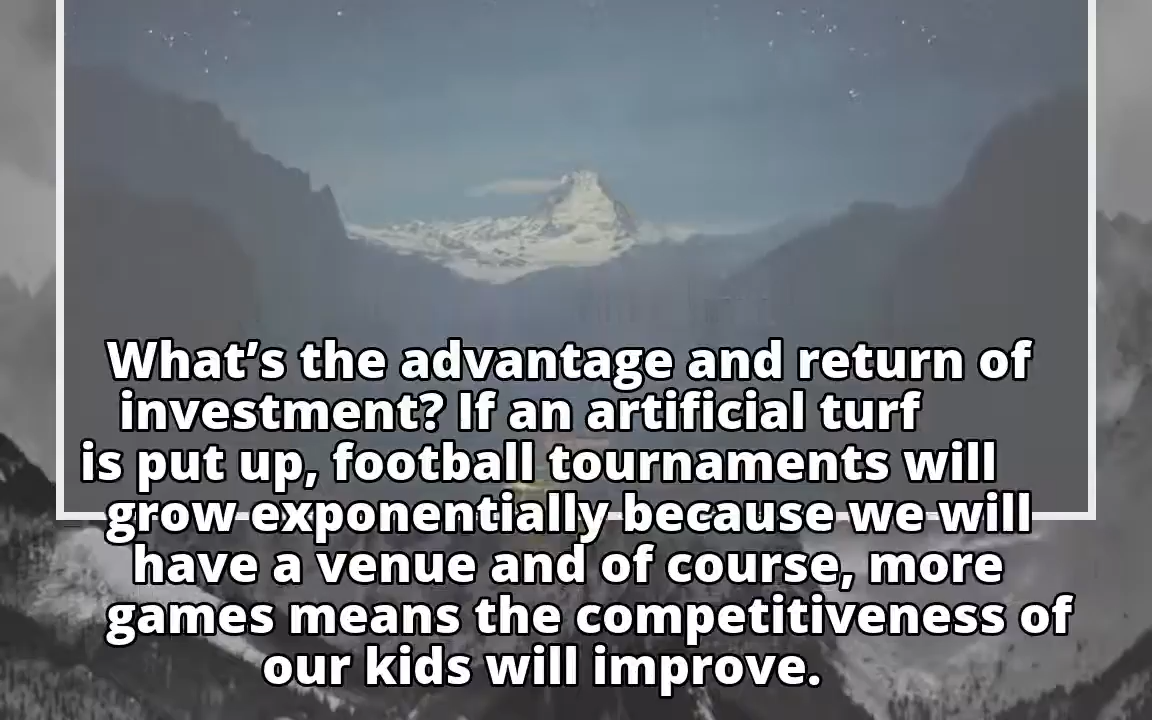 What’s the advantage and return of
investment? If an artificial turf
is put up, football tournaments will
grow exponentially because we will
have a venue and of course, more
games means the competitiveness of
our kids will improve.